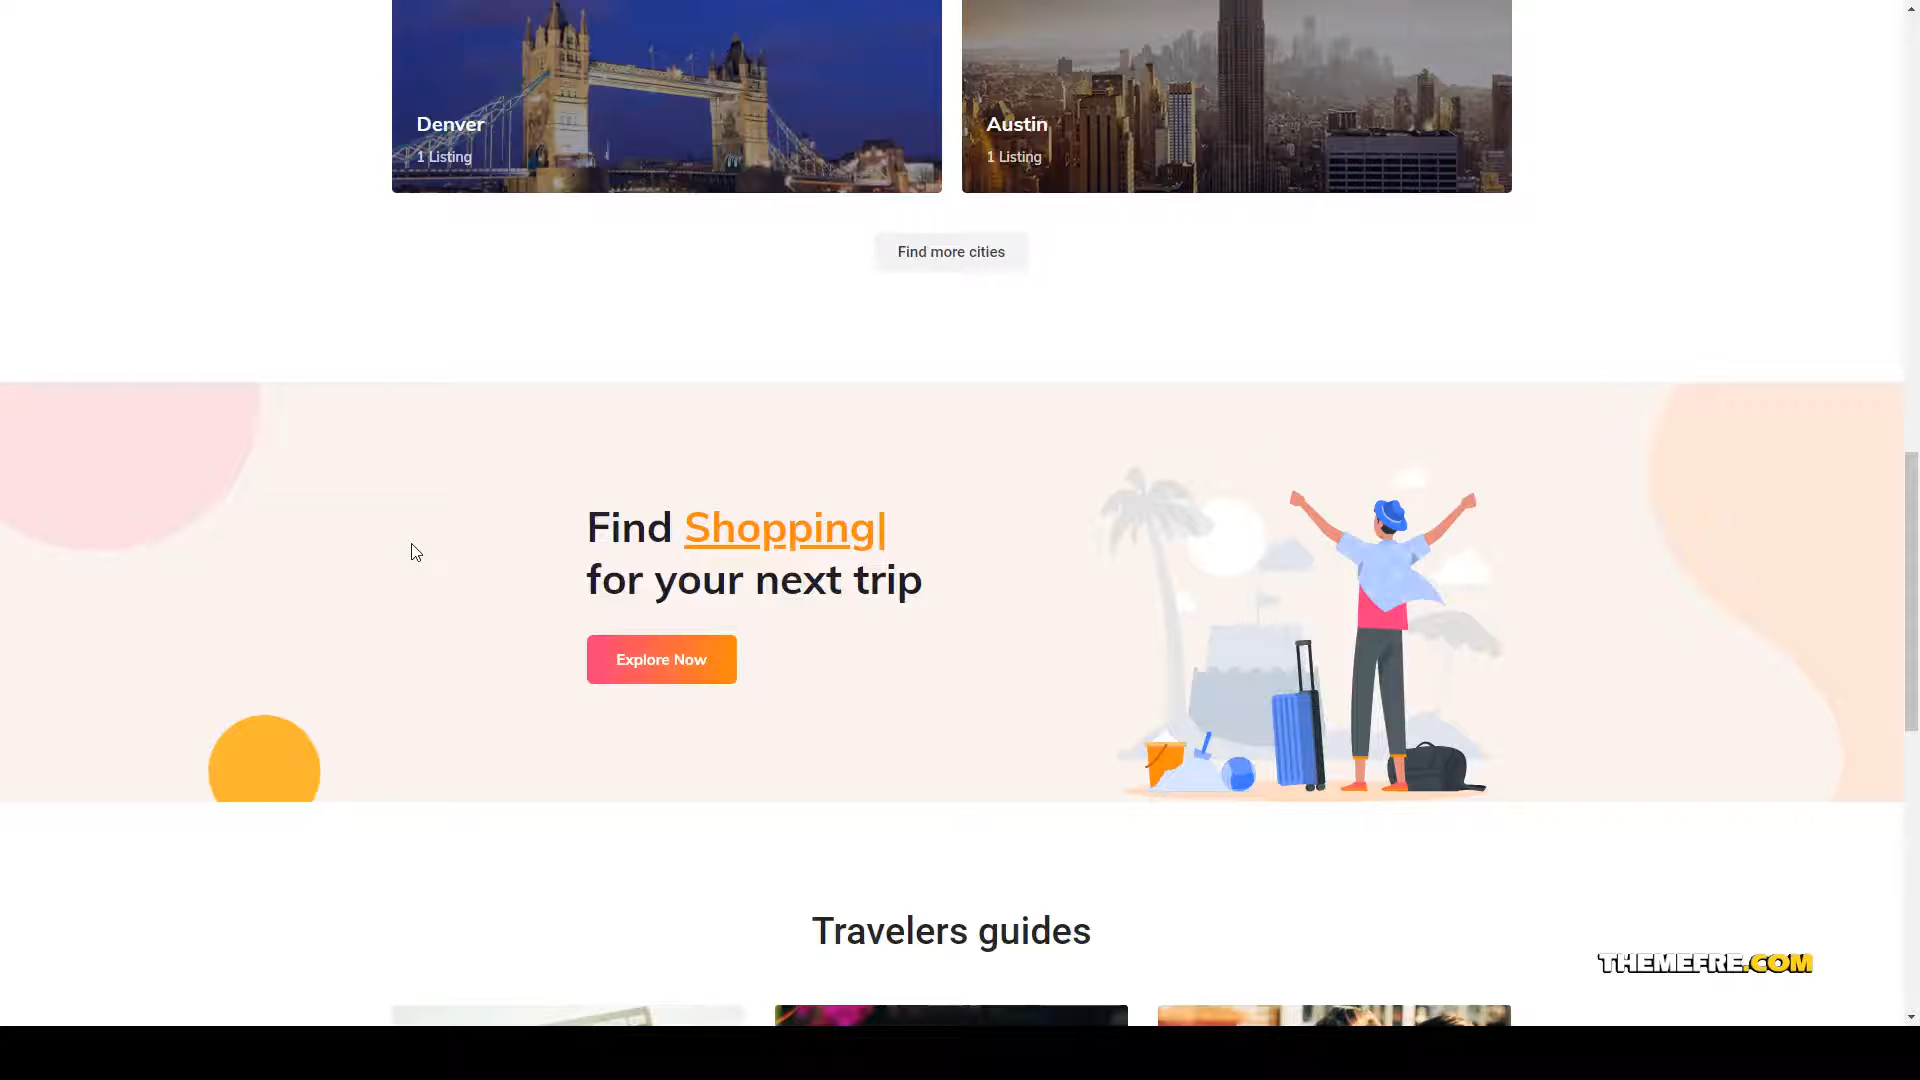 Denver
1 Listing
Austin
1 Listing
Find more cities
Find Shopping|
for your next trip
Explore Now
Travelers guides
THEMEFRE.COM